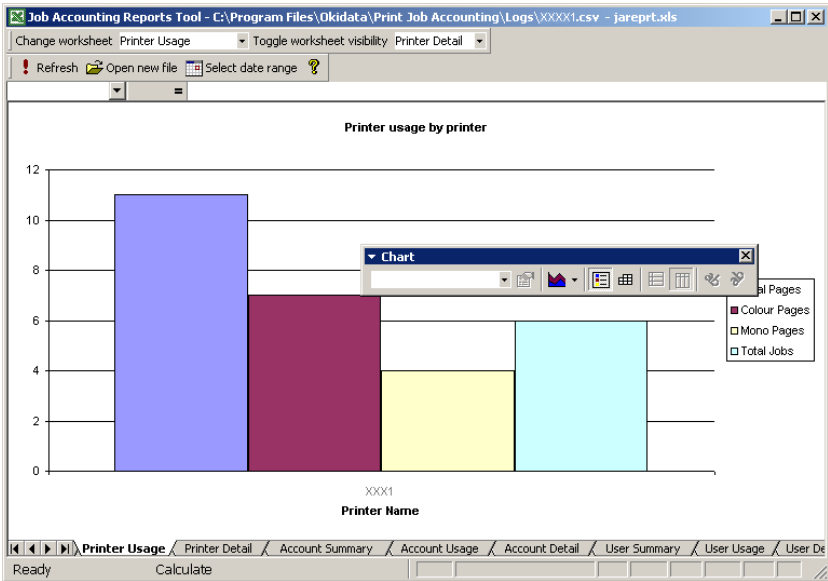 Job Accounting Reports Tool - C:\Program Files\Okidata\Print Job Accounting\Logs\XXXX1.csv - jareprt.xls
Change worksheet Printer Usage Toggle worksheet visibility Printer Detail
Refresh Open new file Select date range ?
=
Printer usage by printer
12
10
8
6
4
2
0
Chart
al Pages
Colour Pages
Mono Pages
Total Jobs
XXX1
Printer Name
Printer Usage Printer Detail Account Summary Account Usage Account Detail User Summary User Usage User De
Ready Calculate